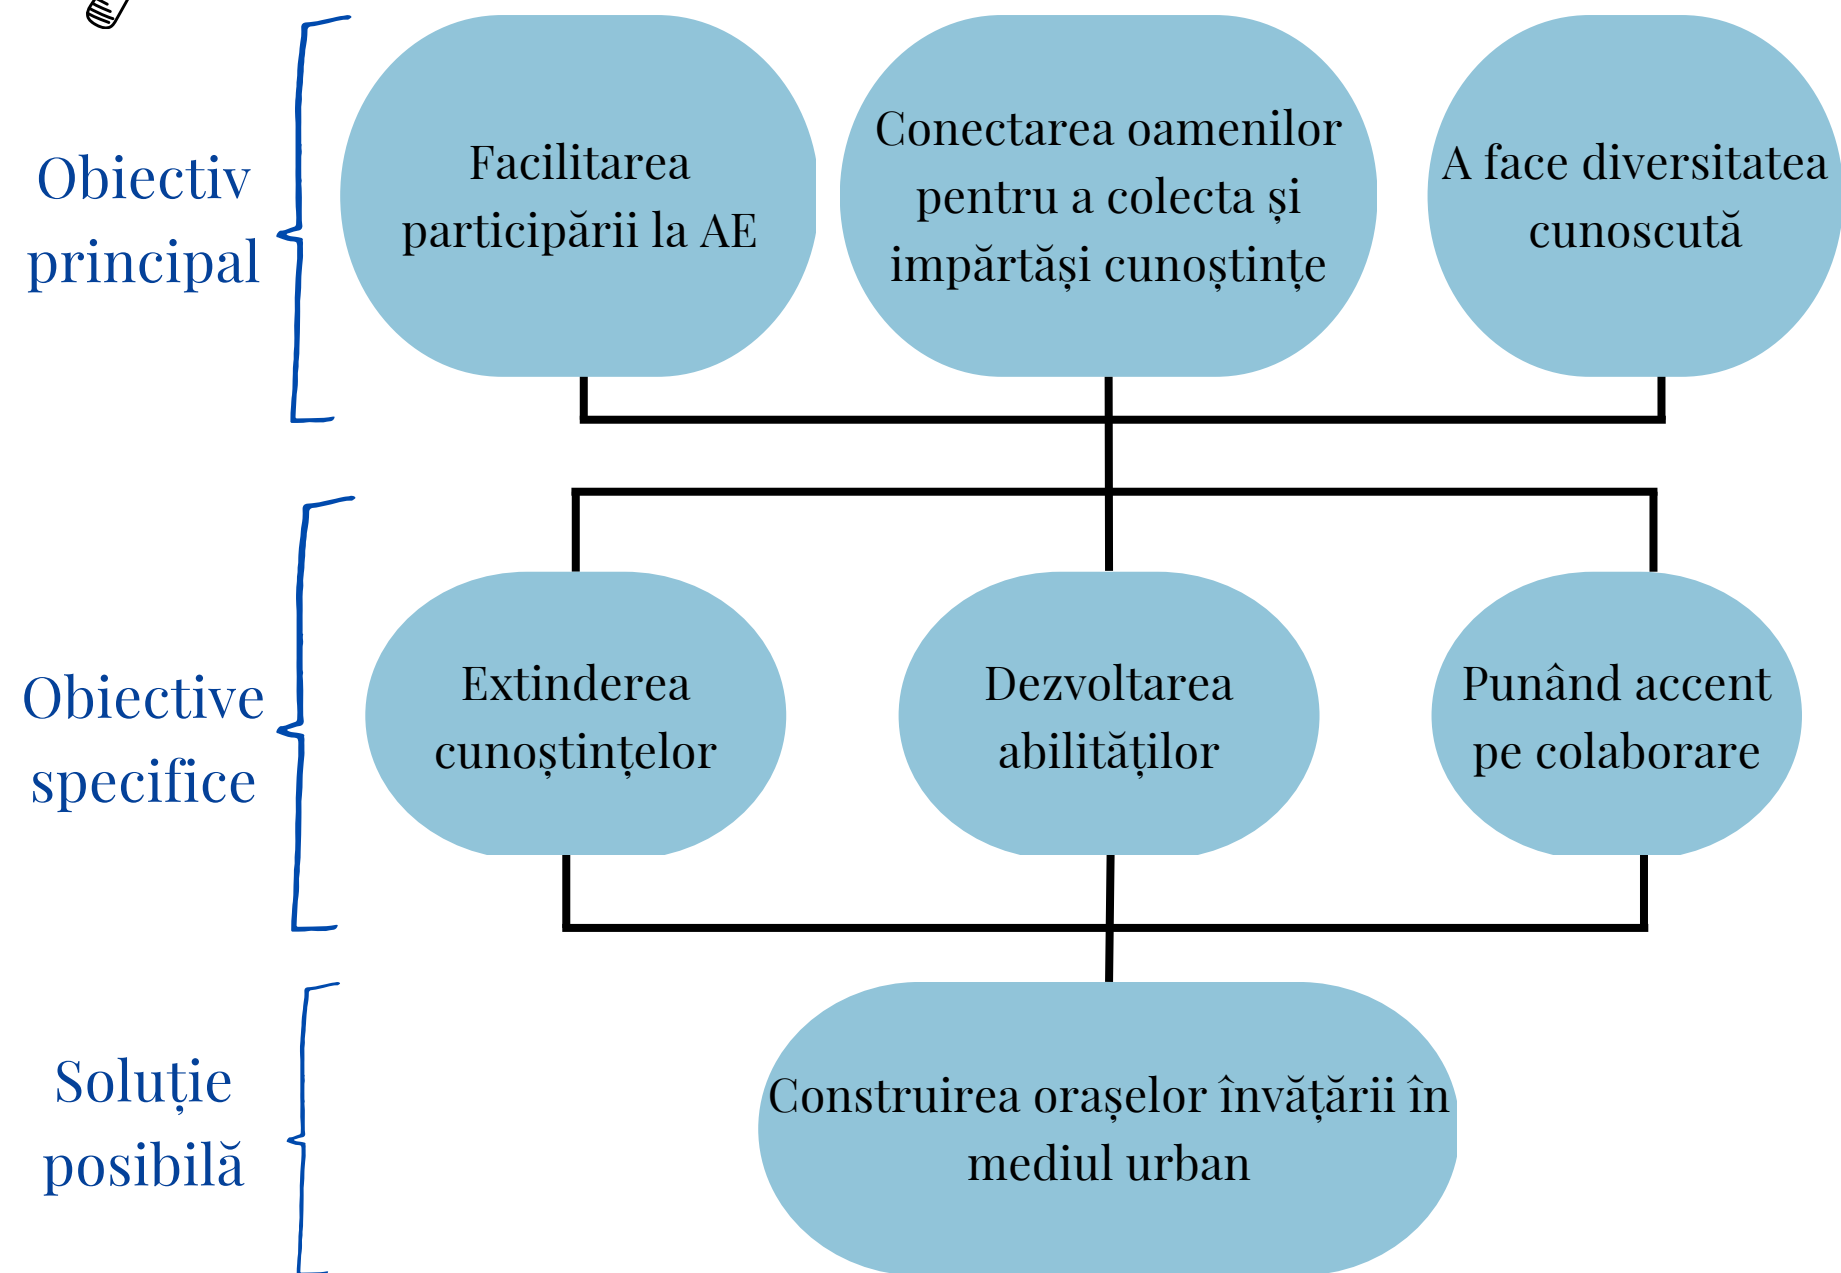 Obiectiv
principal
Facilitarea
participării la AE
Conectarea oamenilor
pentru a colecta și
impărtăși cunoștințe
A face diversitatea
cunoscută
Obiective
specifice
Extinderea
cunoștințelor
Dezvoltarea
abilităților
Punând accent
pe colaborare
Soluție
posibilă
Construirea orașelor învățării în
mediul urban